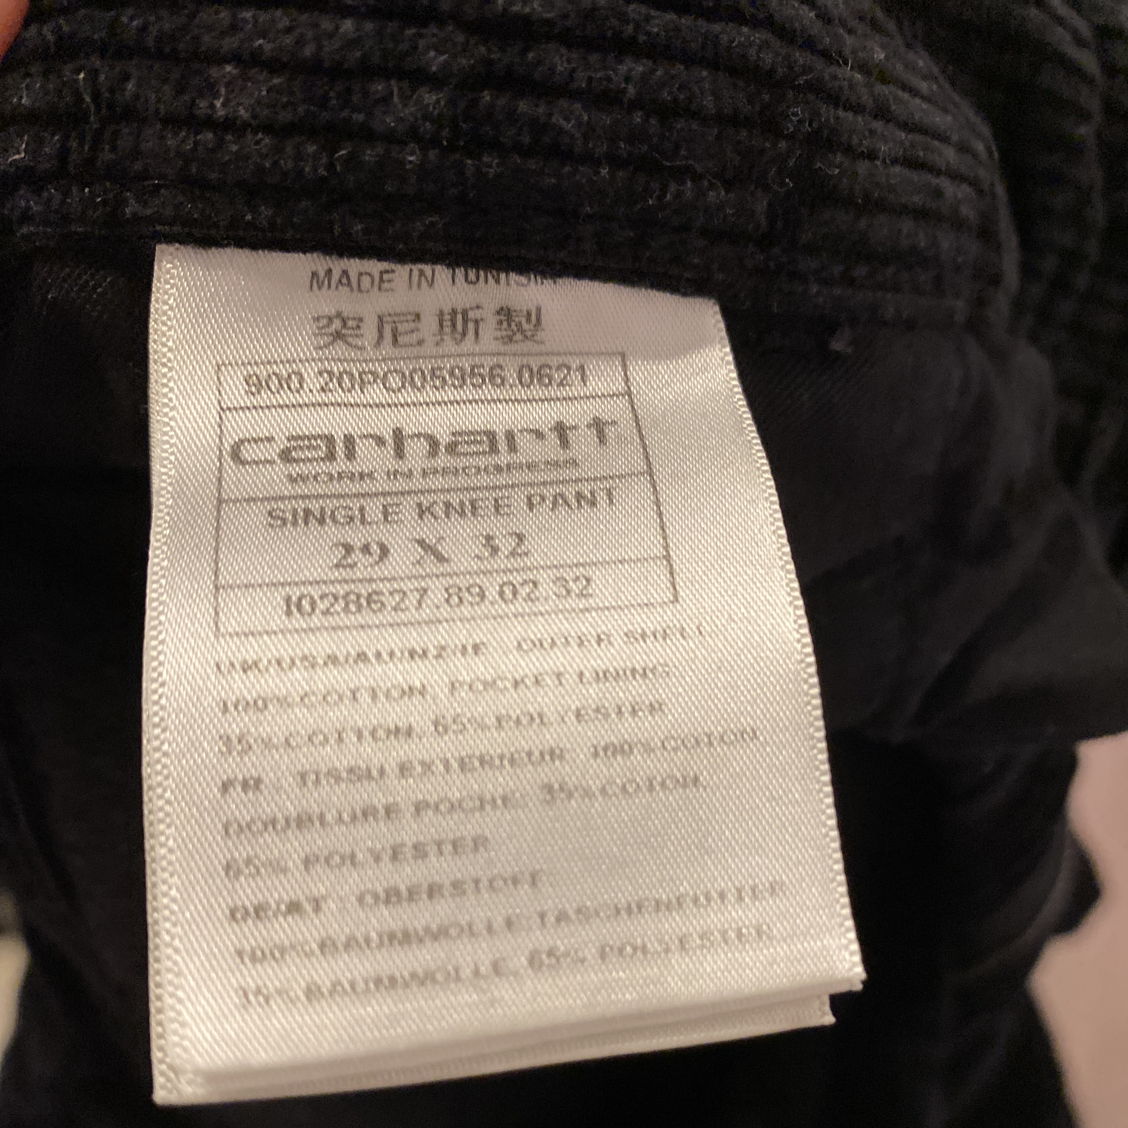 MADE IN TUNISIA
突尼斯製
900.20PO05956.0621
carhartt
WORK IN PROGRESS
SINGLE KNEE PANT
29 X 32
I028627.89.02.32
UK/USA/AU/NZ/IE : OUTER SHELL:
100%COTTON, POCKET LINING:
35%COTTON, 65%POLYESTER
FR : TISSU EXTERIEUR: 100%COTON
DOUBLURE POCHE: 35%COTON,
65% POLYESTER
DE/AT : OBERSTOFF:
100%BAUMWOLLE;TASCHENFUTTER
35%BAUMWOLLE, 65% POLYESTER